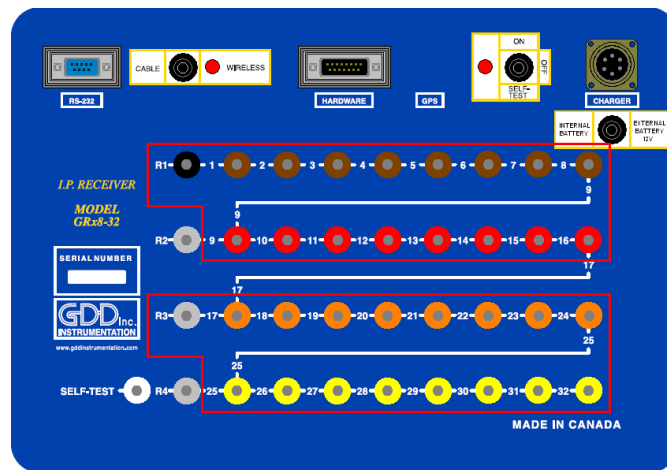 ON
OFF
SELF-
TEST
CABLE
WIRELESS
RS-232
HARDWARE
GPS
CHARGER
INTERNAL
BATTERY
EXTERNAL
BATTERY
12V
R1 1 2 3 4 5 6 7 8
9
9
I.P. RECEIVER
MODEL
GRx8-32
R2 9 10 11 12 13 14 15 16
17
17
SERIAL NUMBER
GDD Inc.
INSTRUMENTATION
www.gddinstrumentation.com
R3 17 18 19 20 21 22 23 24
25
25
SELF-TEST R4 25 26 27 28 29 30 31 32
MADE IN CANADA